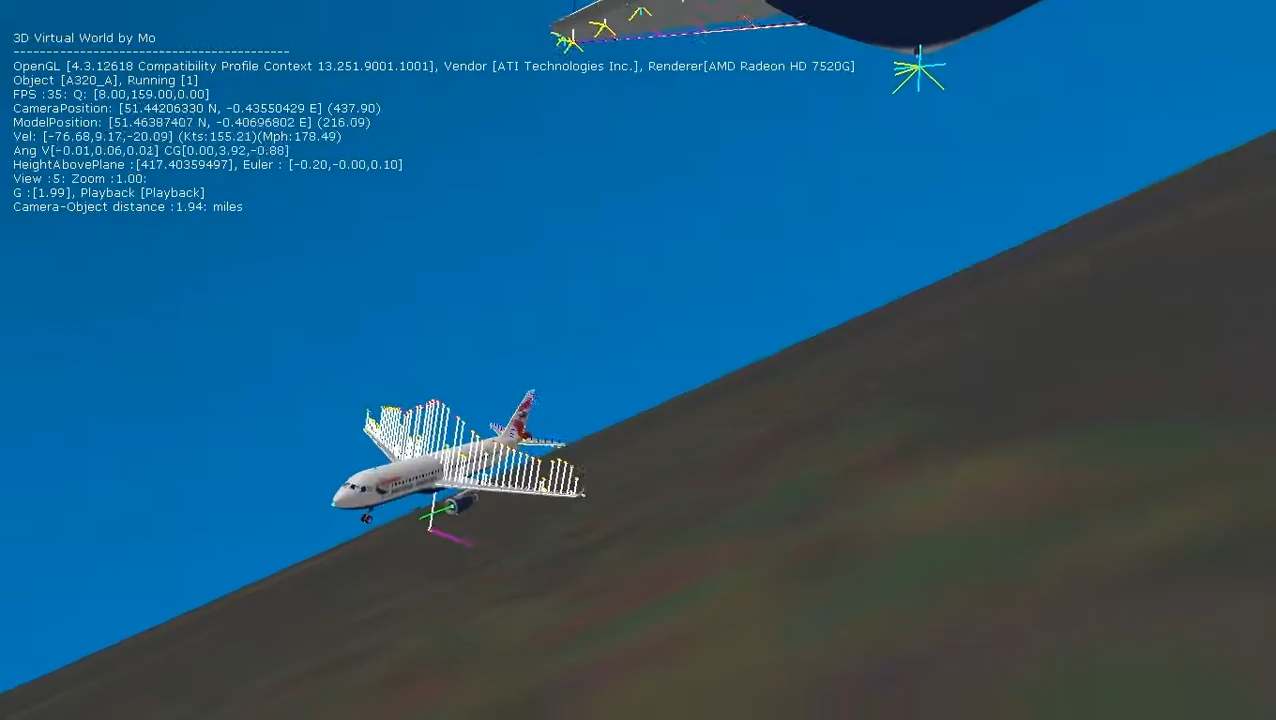 3D Virtual World by Mo
------------------------------------------
OpenGL [4.3.12618 Compatibility Profile Context 13.251.9001.1001], Vendor [ATI Technologies Inc.], Renderer[AMD Radeon HD 7520G]
Object [A320_A], Running [1]
FPS :35: Q: [8.00,159.00,0.00]
CameraPosition: [51.44206330 N, -0.43550429 E] (437.90)
ModelPosition: [51.46387407 N, -0.40696802 E] (216.09)
Vel: [-76.68,9.17,-20.09] (Kts:155.21)(Mph:178.49)
Ang V[-0.01,0.06,0.01] CG[0.00,3.92,-0.88]
HeightAbovePlane :[417.40359497], Euler : [-0.20,-0.00,0.10]
View :5: Zoom :1.00:
G :[1.99], Playback [Playback]
Camera-Object distance :1.94: miles